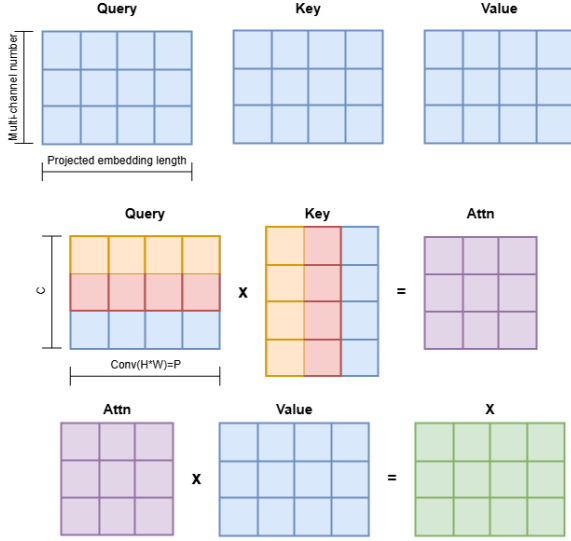 Query
Key
Value
Multi-channel number
Projected embedding length
Query
Key
Attn
C
X
=
Conv(H*W)=P
Attn
Value
X
X
=